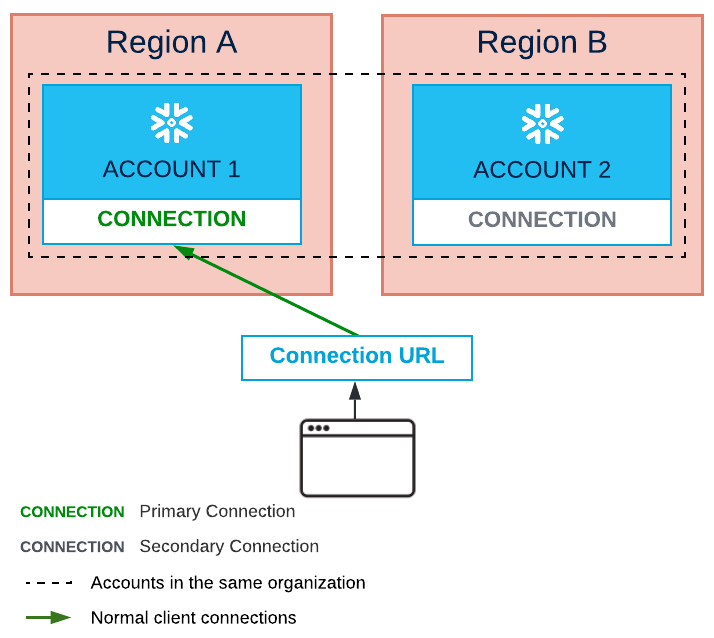 Region A
Region B
ACCOUNT 1
ACCOUNT 2
CONNECTION
CONNECTION
Connection URL
CONNECTION Primary Connection
CONNECTION Secondary Connection
Accounts in the same organization
Normal client connections